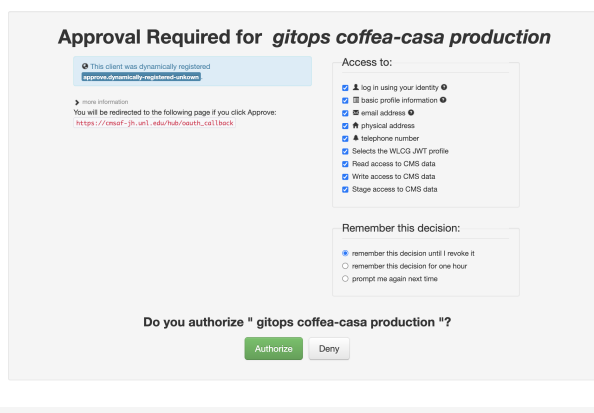 Approval Required for gitops coffea-casa production
This client was dynamically registered
approve.dynamically-registered-unkown
more information
You will be redirected to the following page if you click Approve:
https://cmsaf-jh.unl.edu/hub/oauth_callback
Access to:
log in using your identity
basic profile information
email address
physical address
telephone number
Selects the WLCG JWT profile
Read access to CMS data
Write access to CMS data
Stage access to CMS data
Remember this decision:
remember this decision until I revoke it
remember this decision for one hour
prompt me again next time
Do you authorize " gitops coffea-casa production "?
Authorize Deny